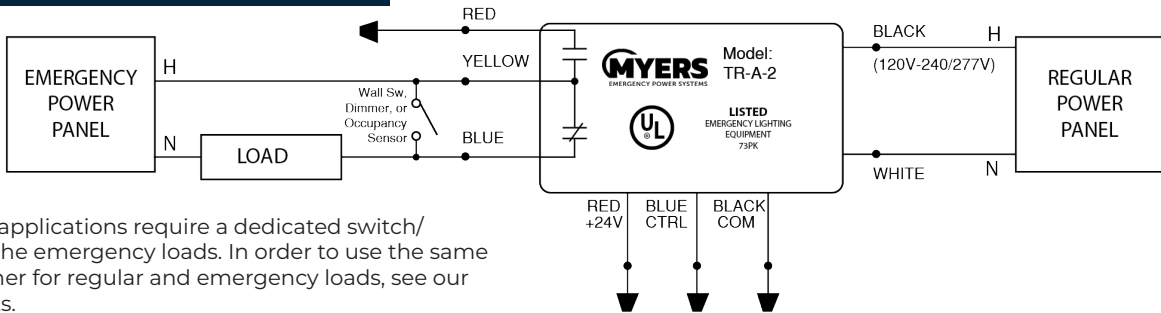 RED
YELLOW
BLUE
EMERGENCY
POWER
PANEL
H
N
LOAD
Wall Sw,
Dimmer, or
Occupancy
Sensor
MYERS
EMERGENCY POWER SYSTEMS
Model:
TR-A-2
UL
®
LISTED
EMERGENCY LIGHTING
EQUIPMENT
73PK
BLACK
H
(120V-240/277V)
WHITE
N
REGULAR
POWER
PANEL
RED
+24V
BLUE
CTRL
BLACK
COM
applications require a dedicated switch/
he emergency loads. In order to use the same
ner for regular and emergency loads, see our
s.